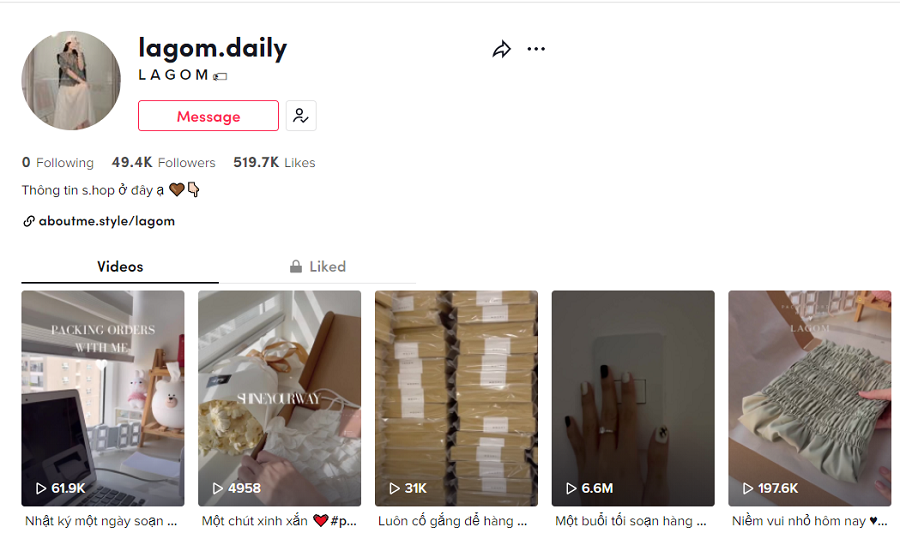 lagom.daily
L A G O M
Message
0 Following 49.4K Followers 519.7K Likes
Thông tin s.hop ở đây ạ 🤎👇🏻
aboutme.style/lagom
Videos Liked
PACKING ORDERS
WITH ME
SHINEYOURWAY
LAGOM
61.9K 4958 31K 6.6M 197.6K
Nhật ký một ngày soạn ... Một chút xinh xắn ❤️#p... Luôn cố gắng để hàng ... Một buổi tối soạn hàng ... Niềm vui nhỏ hôm nay ♥...